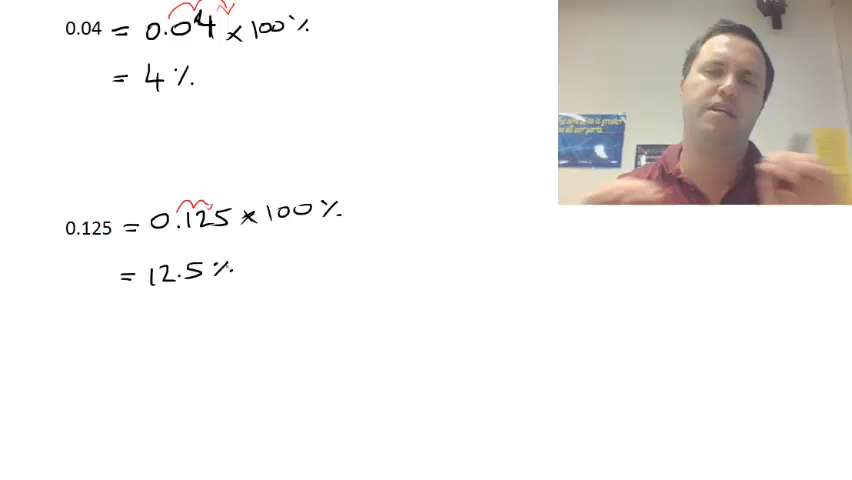 0.04 = 0.04 × 100%
= 4%
0.125 = 0.125 × 100%
= 12.5%